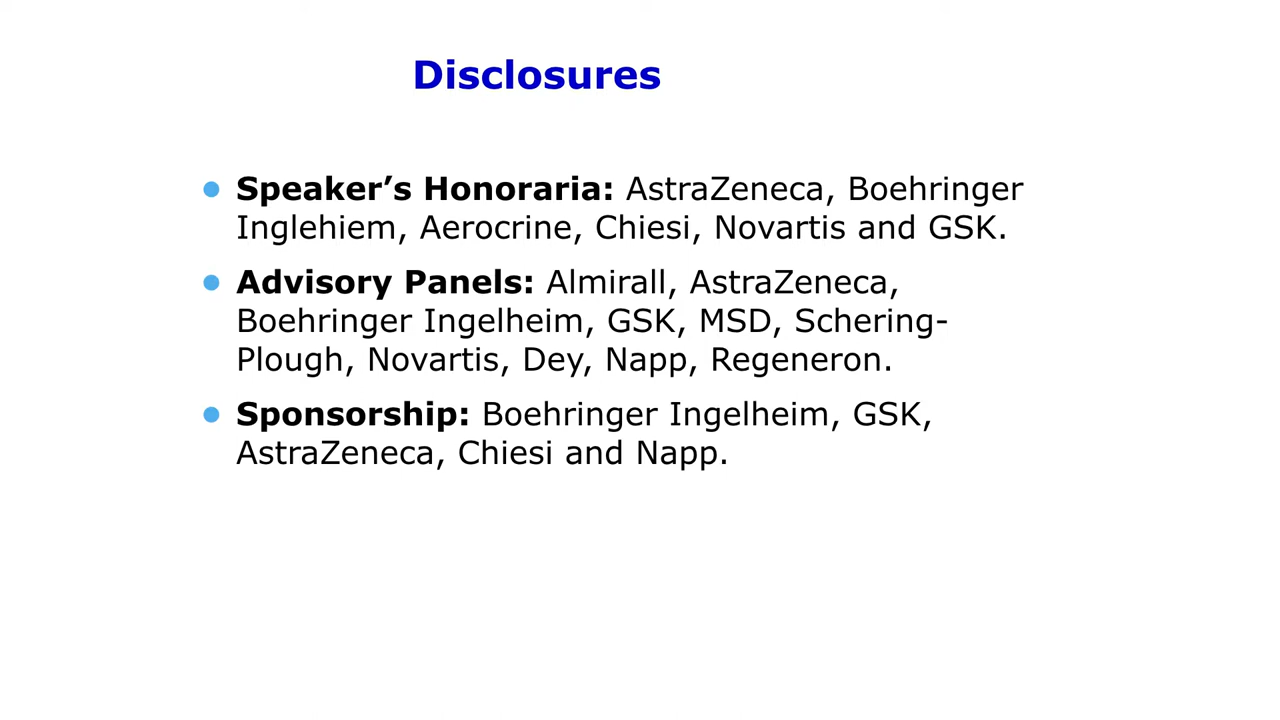 Disclosures
• Speaker’s Honoraria: AstraZeneca, Boehringer
Inglehiem, Aerocrine, Chiesi, Novartis and GSK.
• Advisory Panels: Almirall, AstraZeneca,
Boehringer Ingelheim, GSK, MSD, Schering-
Plough, Novartis, Dey, Napp, Regeneron.
• Sponsorship: Boehringer Ingelheim, GSK,
AstraZeneca, Chiesi and Napp.